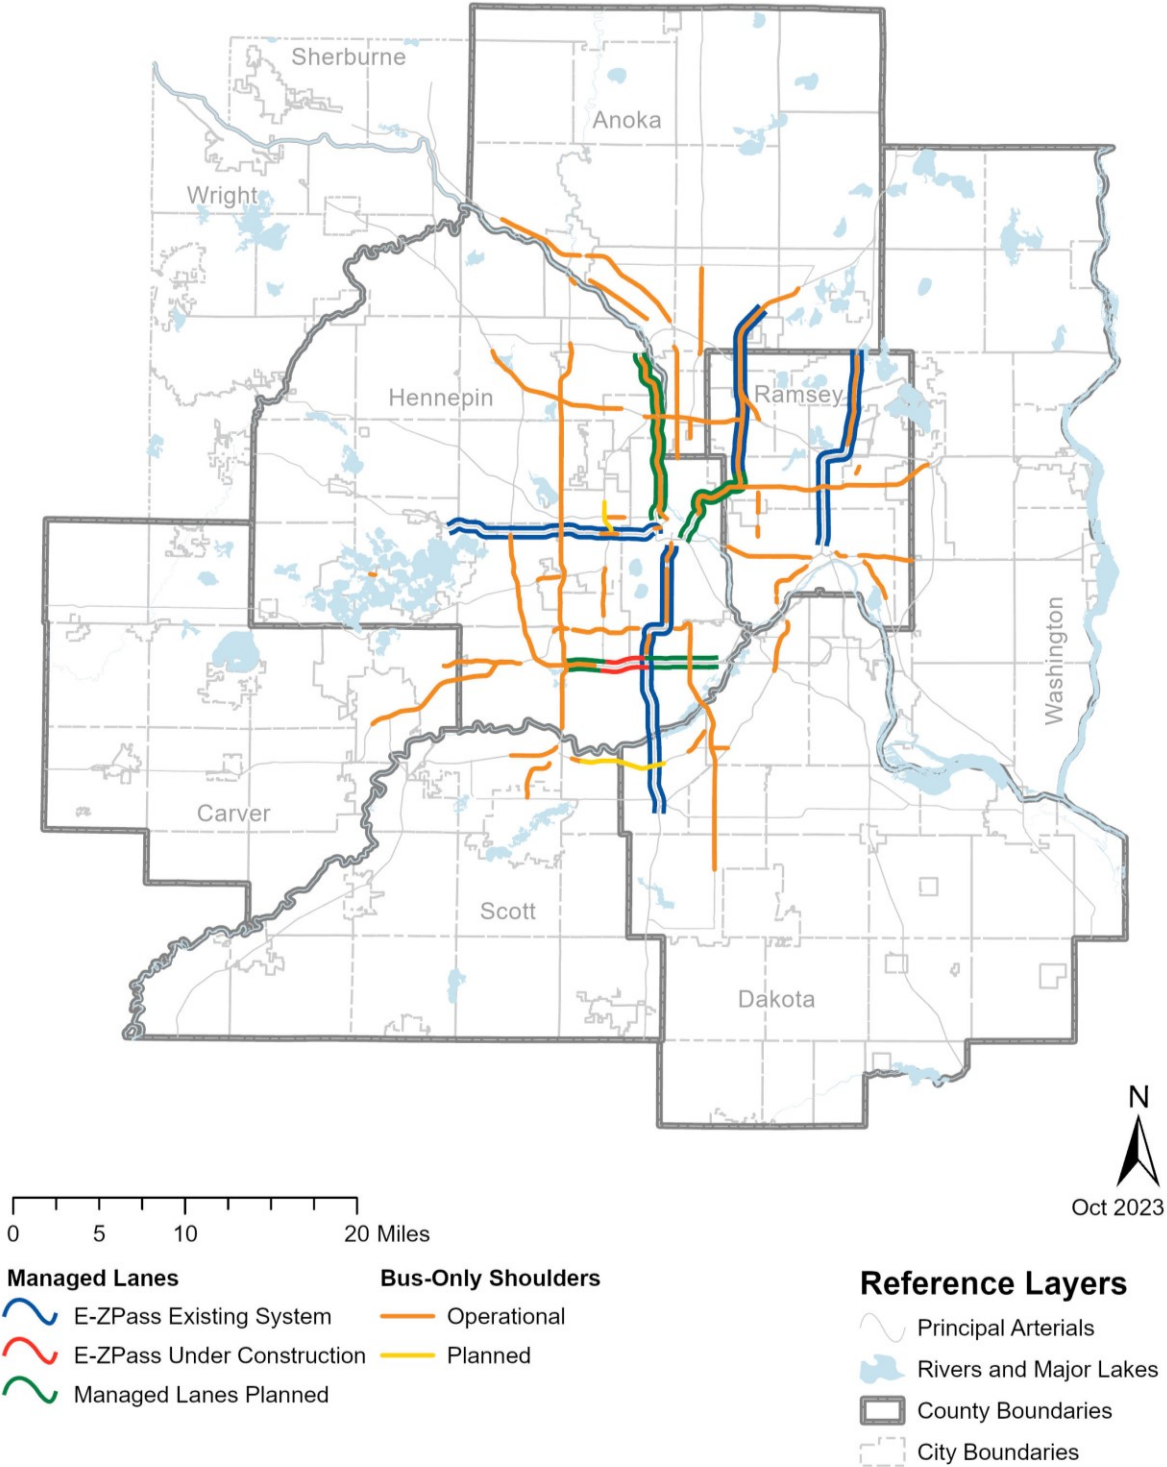 Sherburne
Anoka
Wright
Hennepin
Ramsey
Washington
Carver
Scott
Dakota
N
Oct 2023
0 5 10 20 Miles
Managed Lanes
E-ZPass Existing System
E-ZPass Under Construction
Managed Lanes Planned
Bus-Only Shoulders
Operational
Planned
Reference Layers
Principal Arterials
Rivers and Major Lakes
County Boundaries
City Boundaries